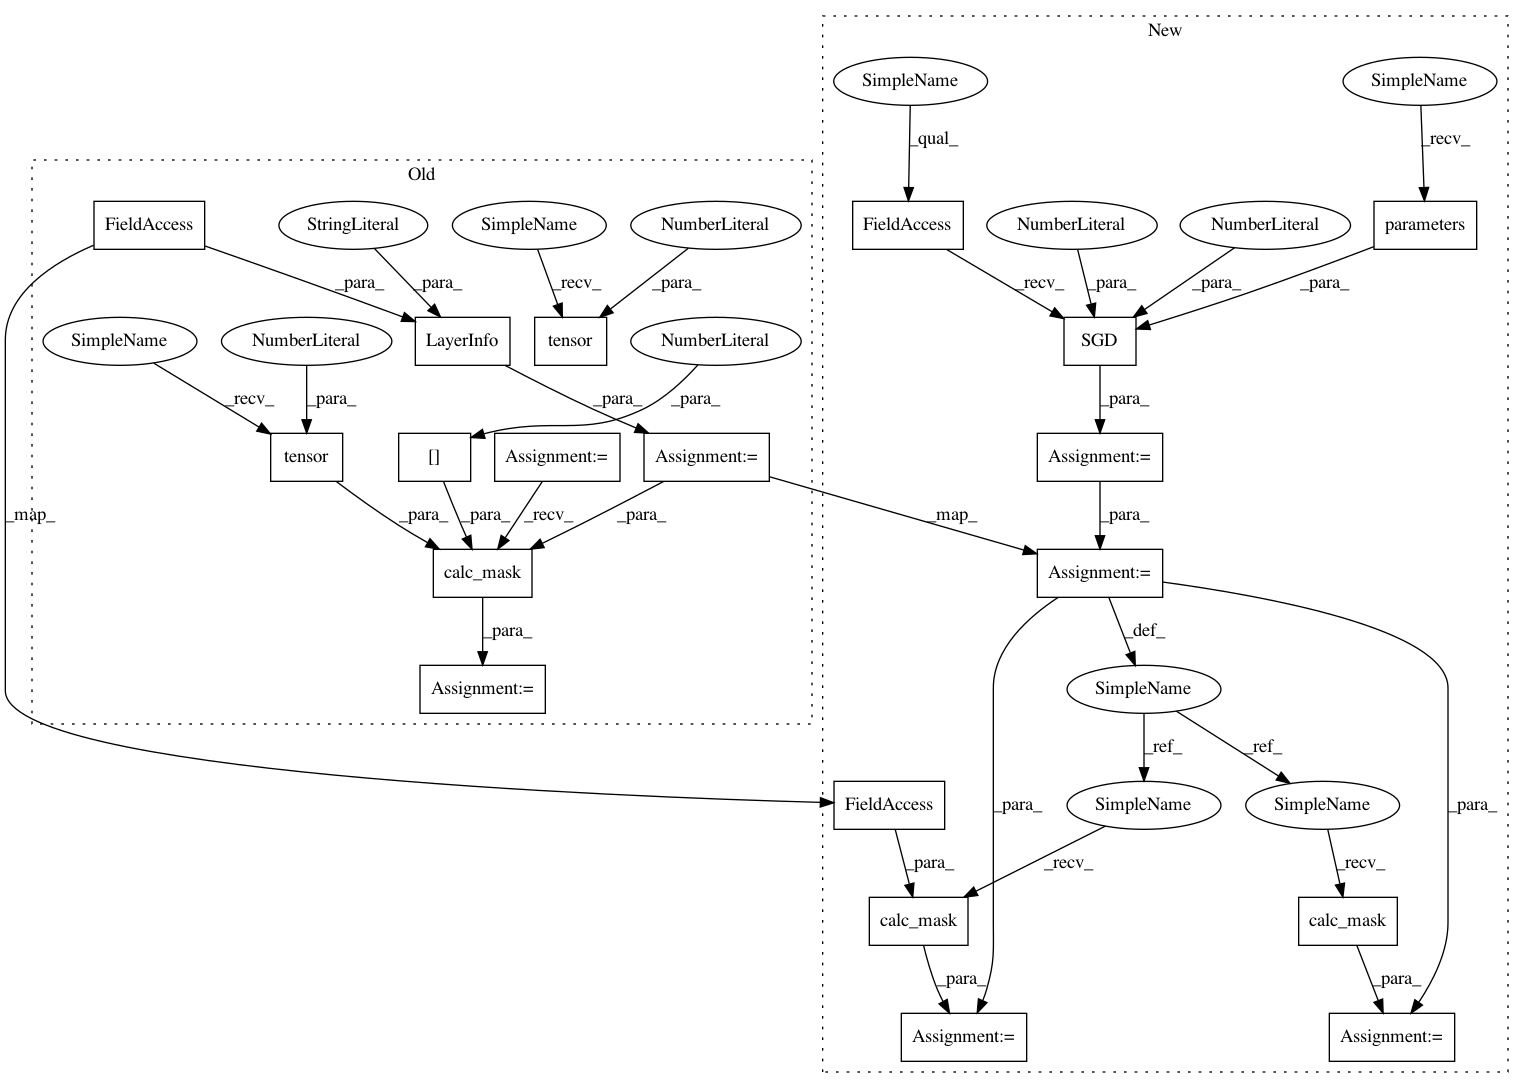 New
SimpleName
SimpleName
_qual_
_recv_
Old
FieldAccess
StringLiteral
SimpleName
NumberLiteral
FieldAccess
NumberLiteral
NumberLiteral
parameters
_para_
_para_
_recv_
_para_
_recv_
_para_
_para_
_para_
SimpleName
NumberLiteral
LayerInfo
tensor
NumberLiteral
SGD
_recv_
_para_
_para_
_para_
_para_
tensor
[]
Assignment:=
Assignment:=
Assignment:=
_map_
_para_
_para_
_recv_
_para_
_map_
_para_
calc_mask
Assignment:=
_para_
_def_
Assignment:=
SimpleName
_ref_
_ref_
FieldAccess
_para_
SimpleName
SimpleName
_para_
_para_
_recv_
_recv_
calc_mask
calc_mask
_para_
_para_
Assignment:=
Assignment:=